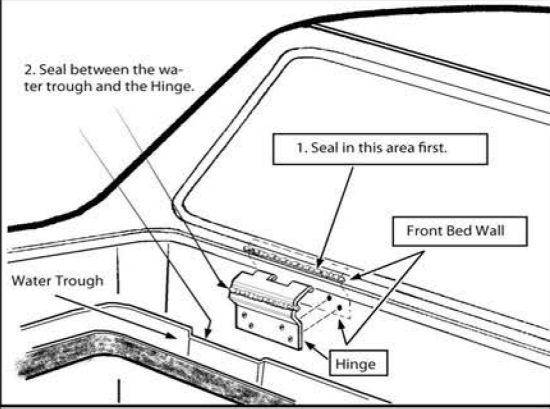 2. Seal between the wa-
ter trough and the Hinge.
1. Seal in this area first.
Front Bed Wall
Water Trough
Hinge